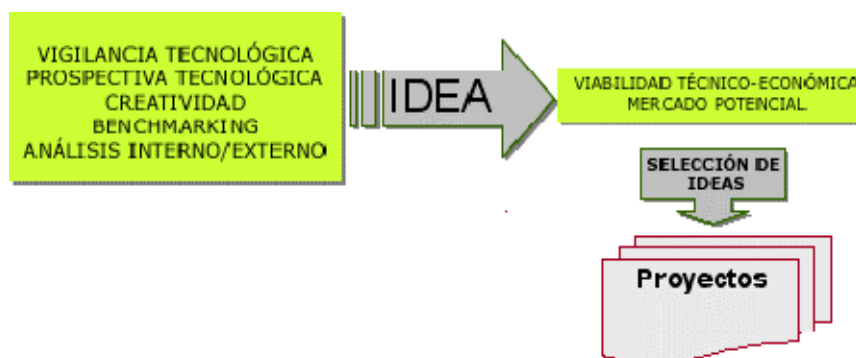 VIGILANCIA TECNOLÓGICA
PROSPECTIVA TECNOLÓGICA
CREATIVIDAD
BENCHMARKING
ANÁLISIS INTERNO/EXTERNO
IDEA
VIABILIDAD TÉCNICO-ECONÓMICA
MERCADO POTENCIAL
SELECCIÓN DE
IDEAS
Proyectos